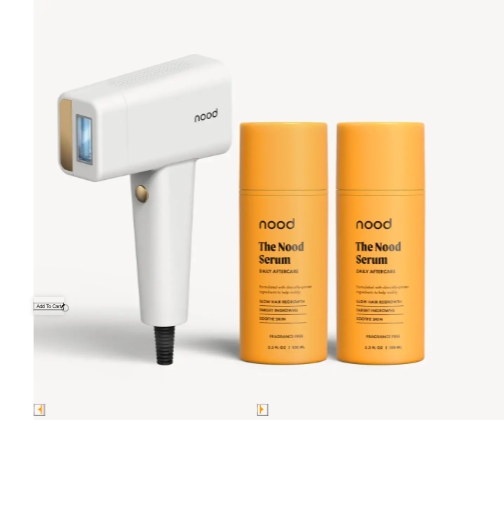 nood
nood
The Nood
Serum
DAILY AFTERCARE
SLOW HAIR REGROWTH
TARGET INGROWNS
SOOTHE SKIN
FRAGRANCE FREE
nood
The Nood
Serum
DAILY AFTERCARE
SLOW HAIR REGROWTH
TARGET INGROWNS
SOOTHE SKIN
FRAGRANCE FREE
Add To Cart